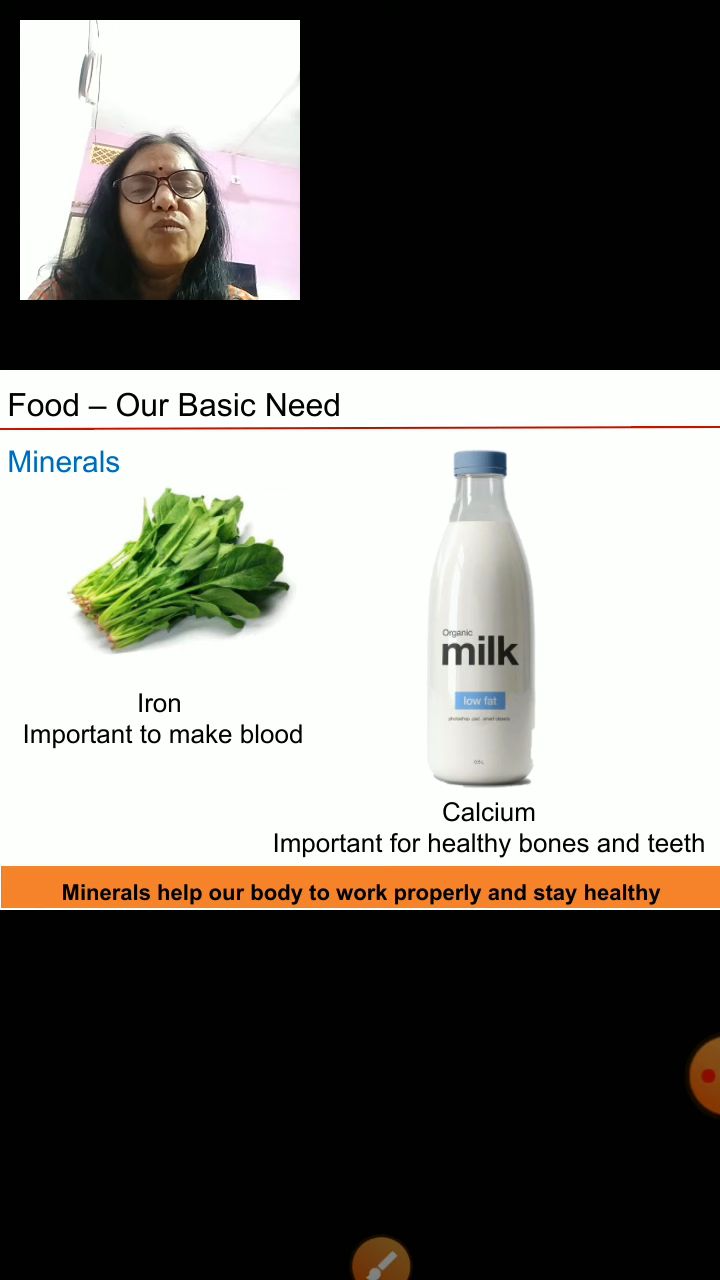 Food – Our Basic Need
Minerals
Organic
milk
low fat
Iron
Important to make blood
Calcium
Important for healthy bones and teeth
Minerals help our body to work properly and stay healthy